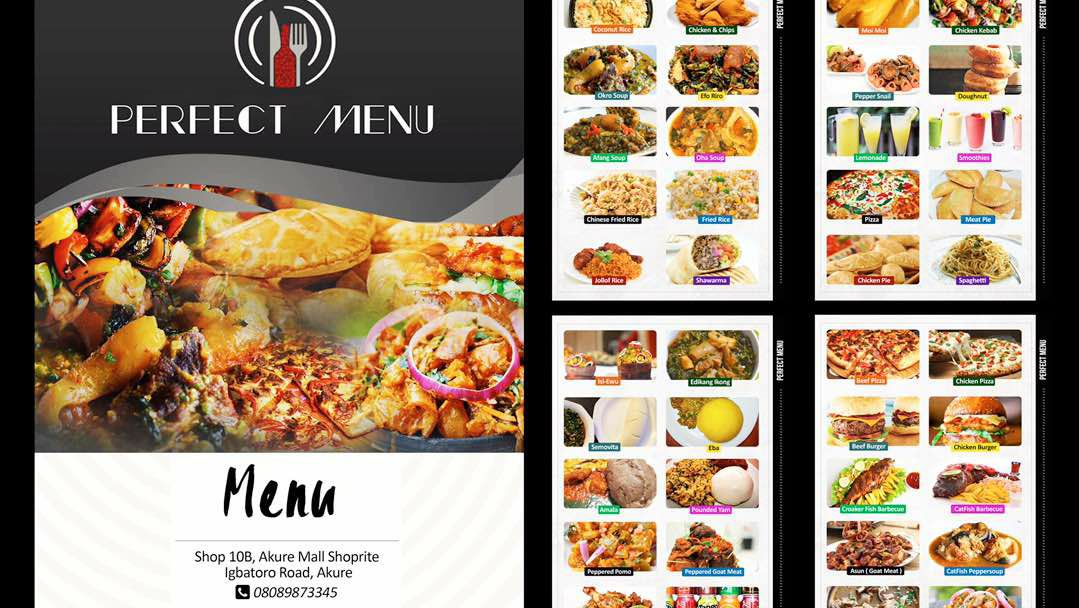 PERFECT MENU
Menu
Shop 10B, Akure Mall Shoprite
Igbatoro Road, Akure
08089873345
Coconut Rice
Chicken & Chips
Okro Soup
Efo Riro
Afang Soup
Oha Soup
Chinese Fried Rice
Fried Rice
Jollof Rice
Shawarma
Moi Moi
Chicken Kebab
Pepper Snail
Doughnut
Lemonade
Smoothies
Pizza
Meat Pie
Chicken Pie
Spaghetti
Isi-Ewu
Edikang Ikong
Semovita
Eba
Amala
Pounded Yam
Peppered Pomo
Peppered Goat Meat
PERFECT MENU
Beef Pizza
Chicken Pizza
Beef Burger
Chicken Burger
Croaker Fish Barbecue
CatFish Barbecue
Asun ( Goat Meat )
CatFish Peppersoup
PERFECT MENU